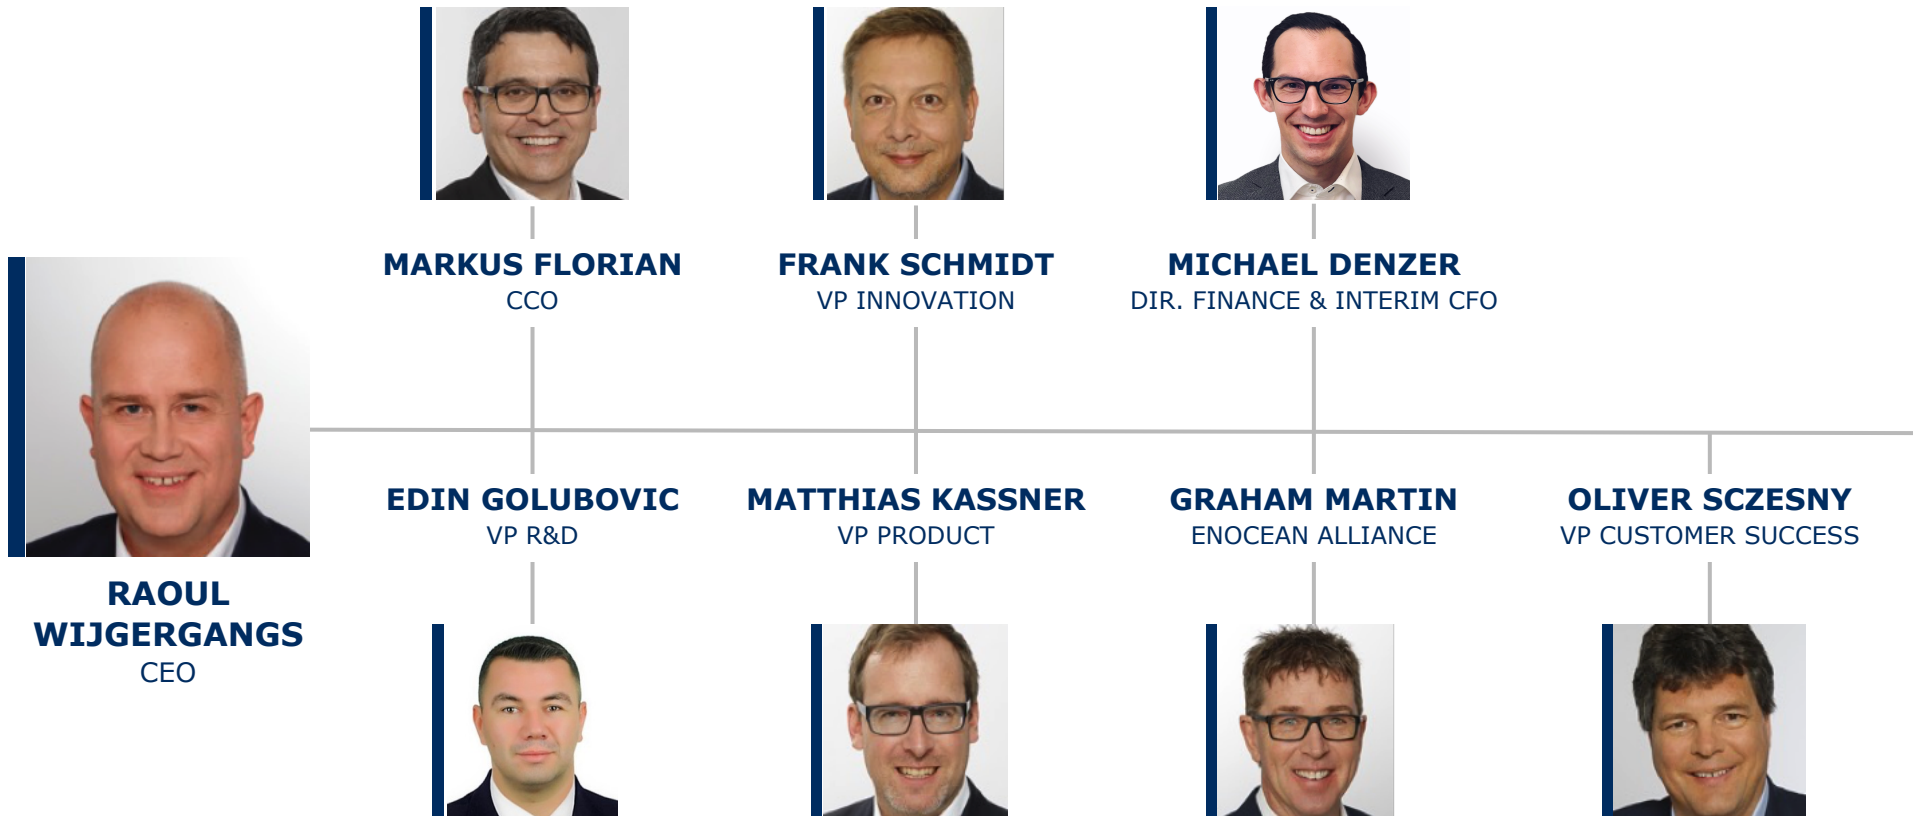 MARKUS FLORIAN
CCO
FRANK SCHMIDT
VP INNOVATION
MICHAEL DENZER
DIR. FINANCE & INTERIM CFO
RAOUL
WIJGERGANGS
CEO
EDIN GOLUBOVIC
VP R&D
MATTHIAS KASSNER
VP PRODUCT
GRAHAM MARTIN
ENOCEAN ALLIANCE
OLIVER SCZESNY
VP CUSTOMER SUCCESS